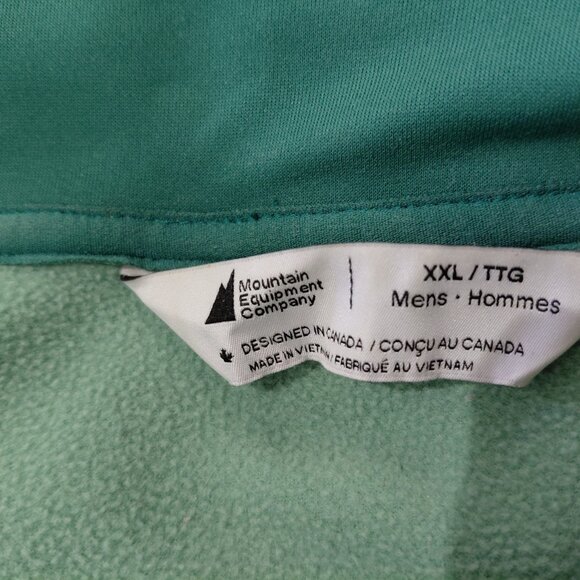 Mountain
Equipment
Company
XXL / TTG
Mens · Hommes
DESIGNED IN CANADA / CONÇU AU CANADA
MADE IN VIETNAM / FABRIQUÉ AU VIETNAM